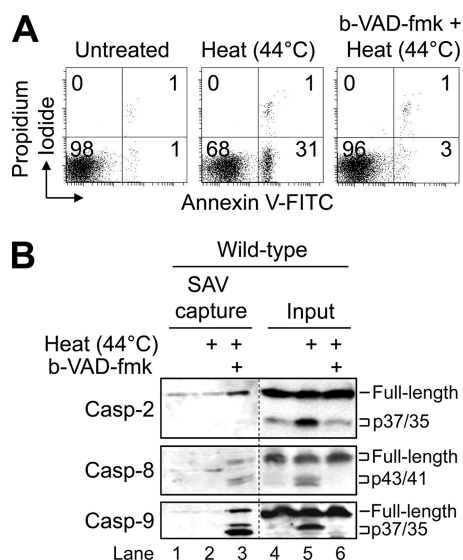 A
Untreated
Heat (44°C)
b-VAD-fmk +
Heat (44°C)
Propidium
Iodide
0 1
98 1
0 1
68 31
0 1
96 3
Annexin V-FITC
B
Wild-type
SAV
capture
Input
Heat (44°C) + + + +
b-VAD-fmk + +
Casp-2
Full-length
p37/35
Casp-8
Full-length
p43/41
Casp-9
Full-length
p37/35
Lane 1 2 3 4 5 6